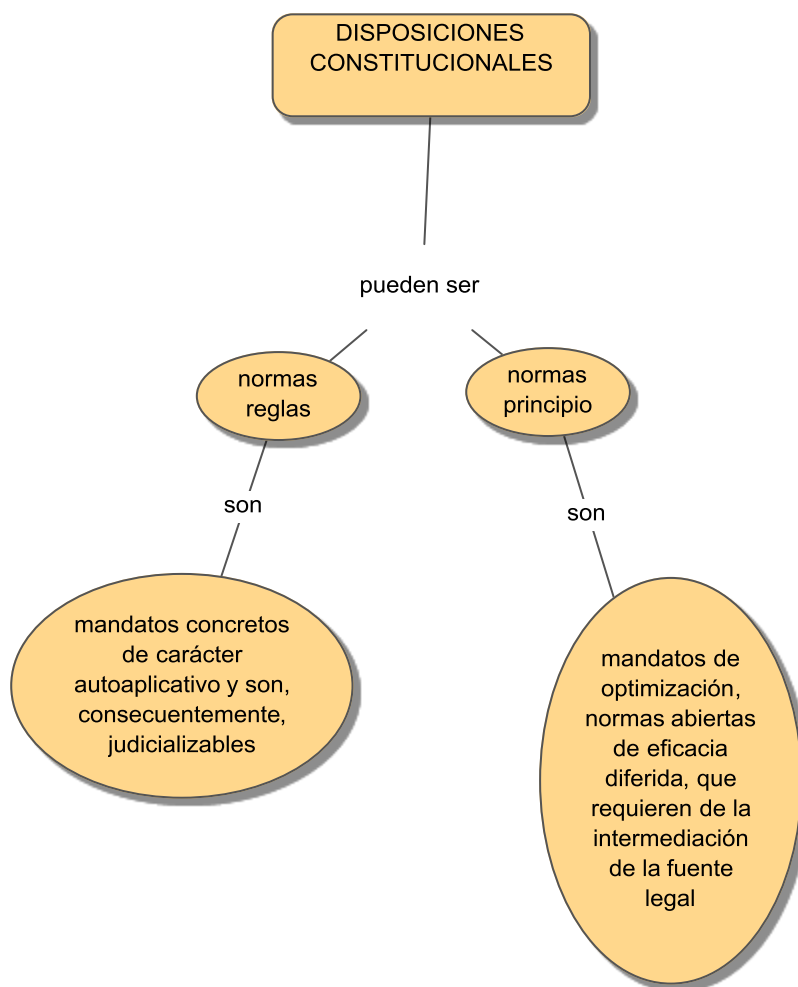 DISPOSICIONES
CONSTITUCIONALES
pueden ser
normas
reglas
normas
principio
son
son
mandatos concretos
de carácter
autoaplicativo y son,
consecuentemente,
judicializables
mandatos de
optimización,
normas abiertas
de eficacia
diferida, que
requieren de la
intermediación
de la fuente
legal